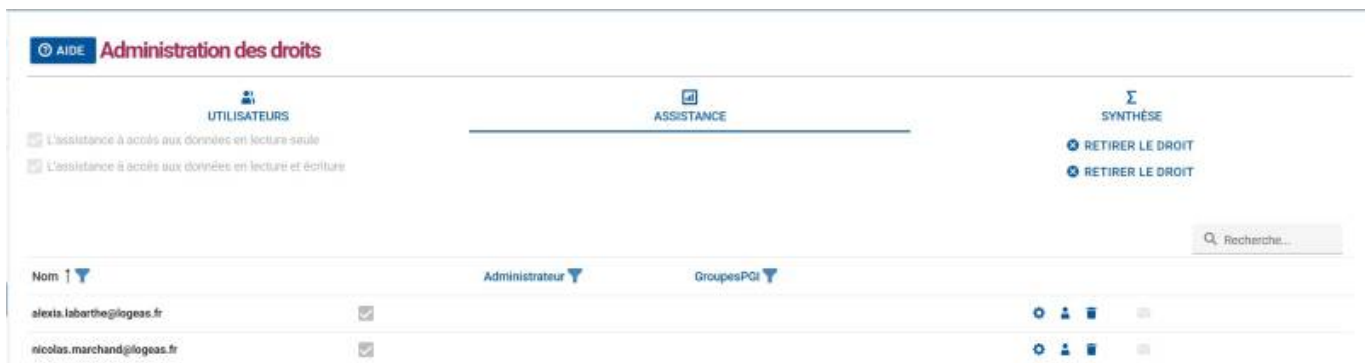 AIDE Administration des droits
UTILISATEURS ASSISTANCE SYNTHÈSE
L'assistance à accès aux données en lecture seule RETIRER LE DROIT
L'assistance à accès aux données en lecture et écriture RETIRER LE DROIT
Recherche...
Nom Administrateur GroupesPGI
alexia.labarthe@logeas.fr
nicolas.marchand@logeas.fr